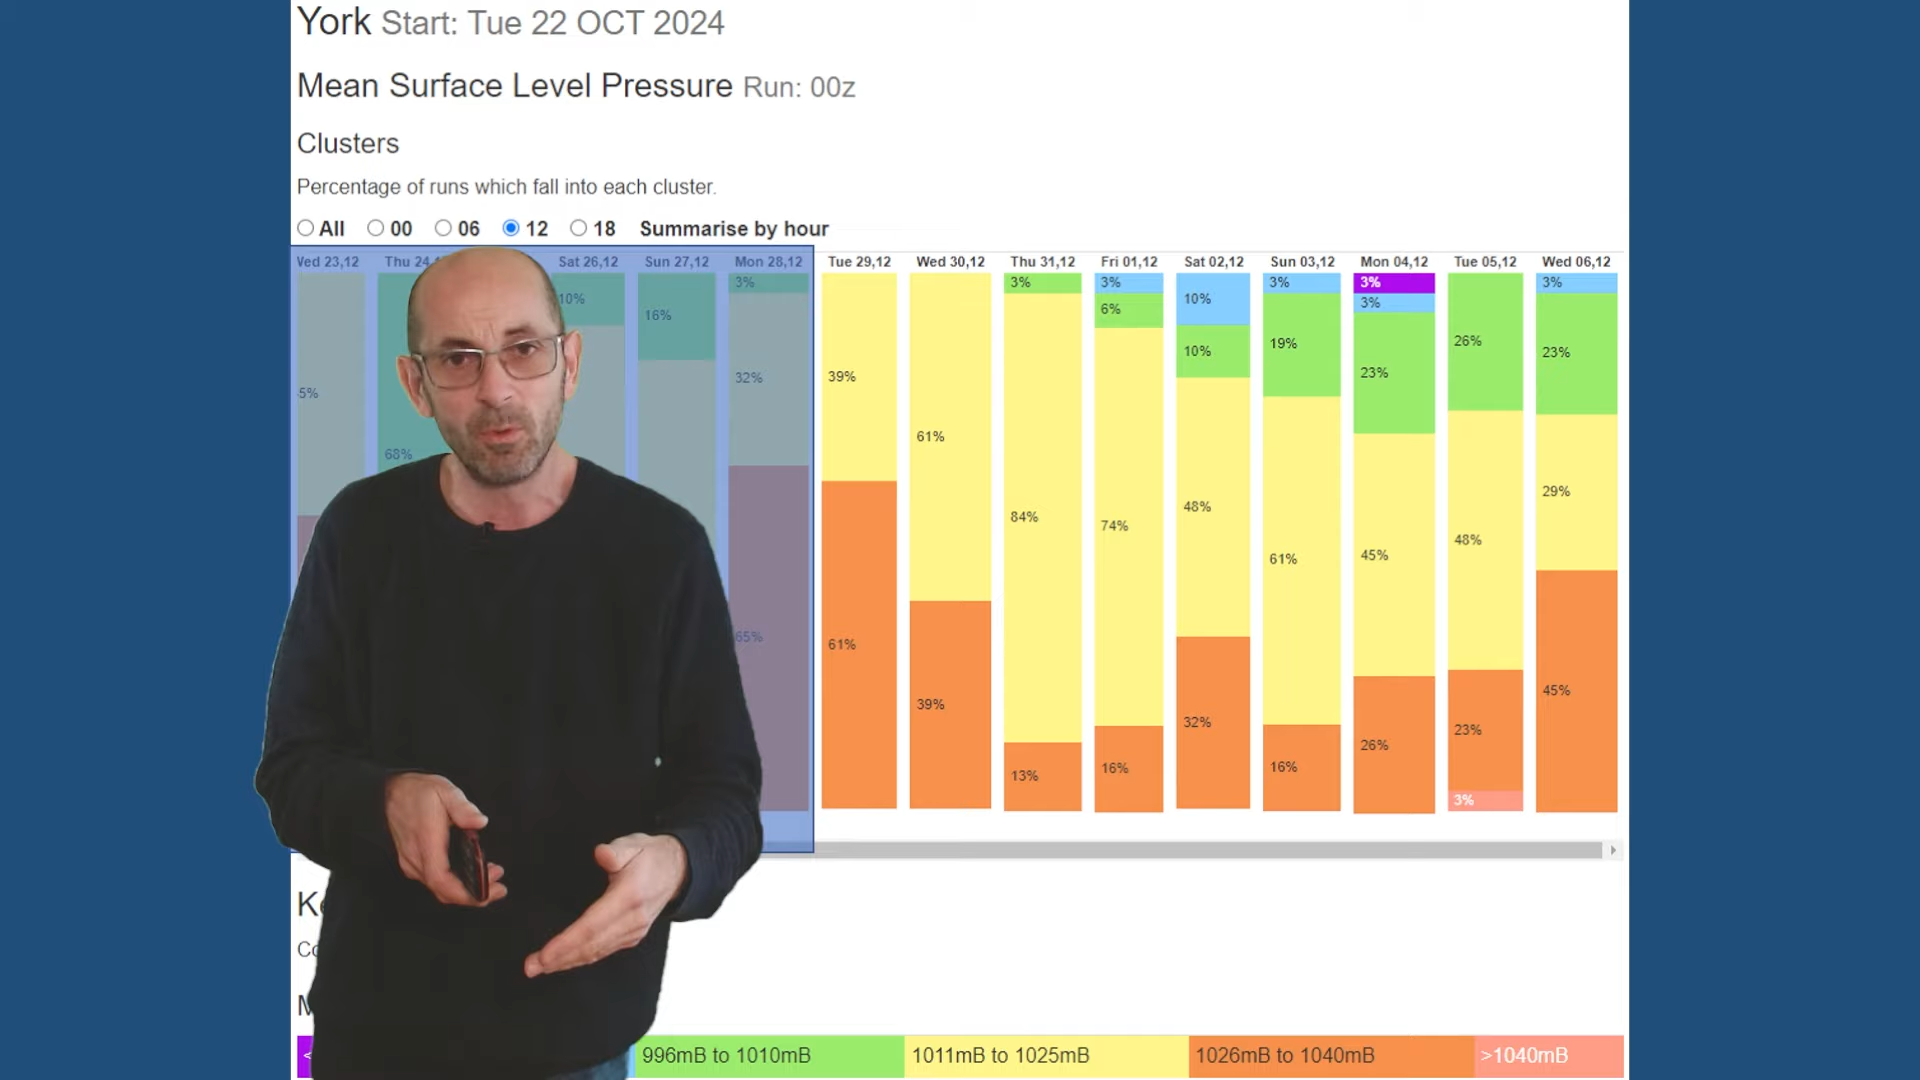 York Start: Tue 22 OCT 2024
Mean Surface Level Pressure Run: 00z
Clusters
Percentage of runs which fall into each cluster.
All 00 06 12 18 Summarise by hour
Wed 23,12 Thu 24, Sat 26,12 Sun 27,12 Mon 28,12 Tue 29,12 Wed 30,12 Thu 31,12 Fri 01,12 Sat 02,12 Sun 03,12 Mon 04,12 Tue 05,12 Wed 06,12
3% 3% 3% 3% 3% 3%
10% 10% 3%
6%
16%
26%
19%
10% 23%
23%
32% 39%
5%
61%
68%
29%
48%
84% 74%
48%
61% 45%
65% 61%
45%
39%
32%
23%
26%
13% 16% 16%
3%
996mB to 1010mB 1011mB to 1025mB 1026mB to 1040mB >1040mB